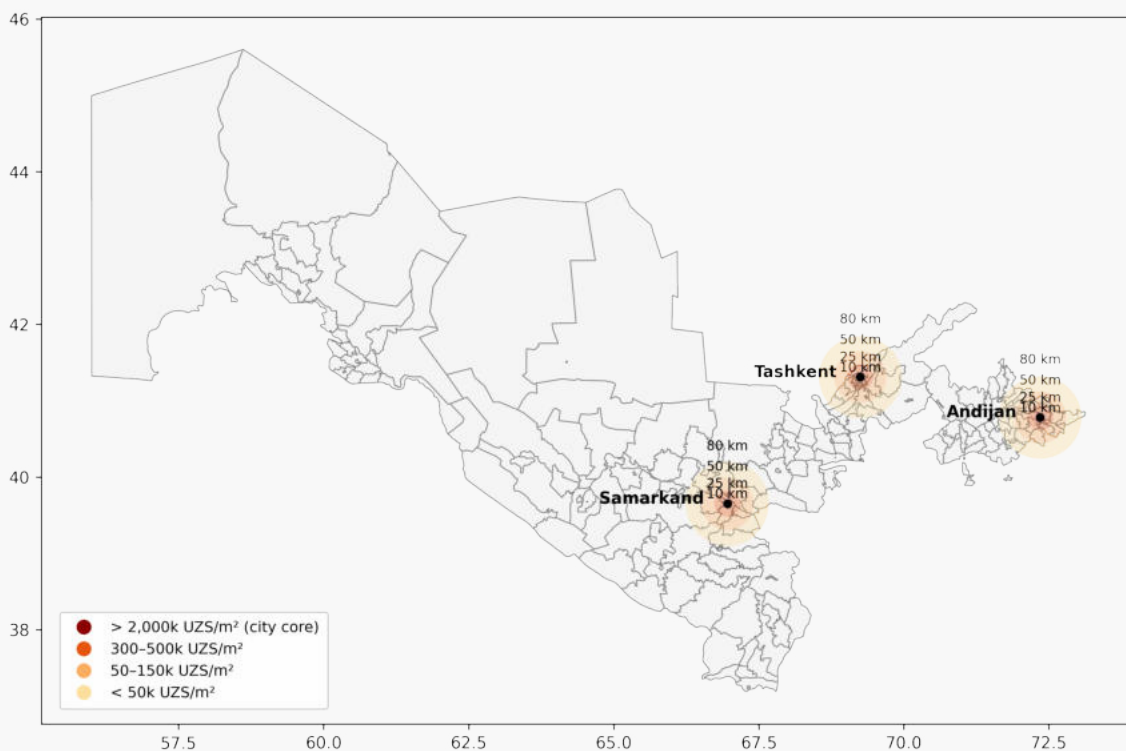 46
44
42
40
38
57.5
60.0
62.5
65.0
67.5
70.0
72.5
80 km
50 km
25 km
10 km
Tashkent
80 km
50 km
25 km
10 km
Andijan
80 km
50 km
25 km
10 km
Samarkand
> 2,000k UZS/m² (city core)
300–500k UZS/m²
50–150k UZS/m²
< 50k UZS/m²